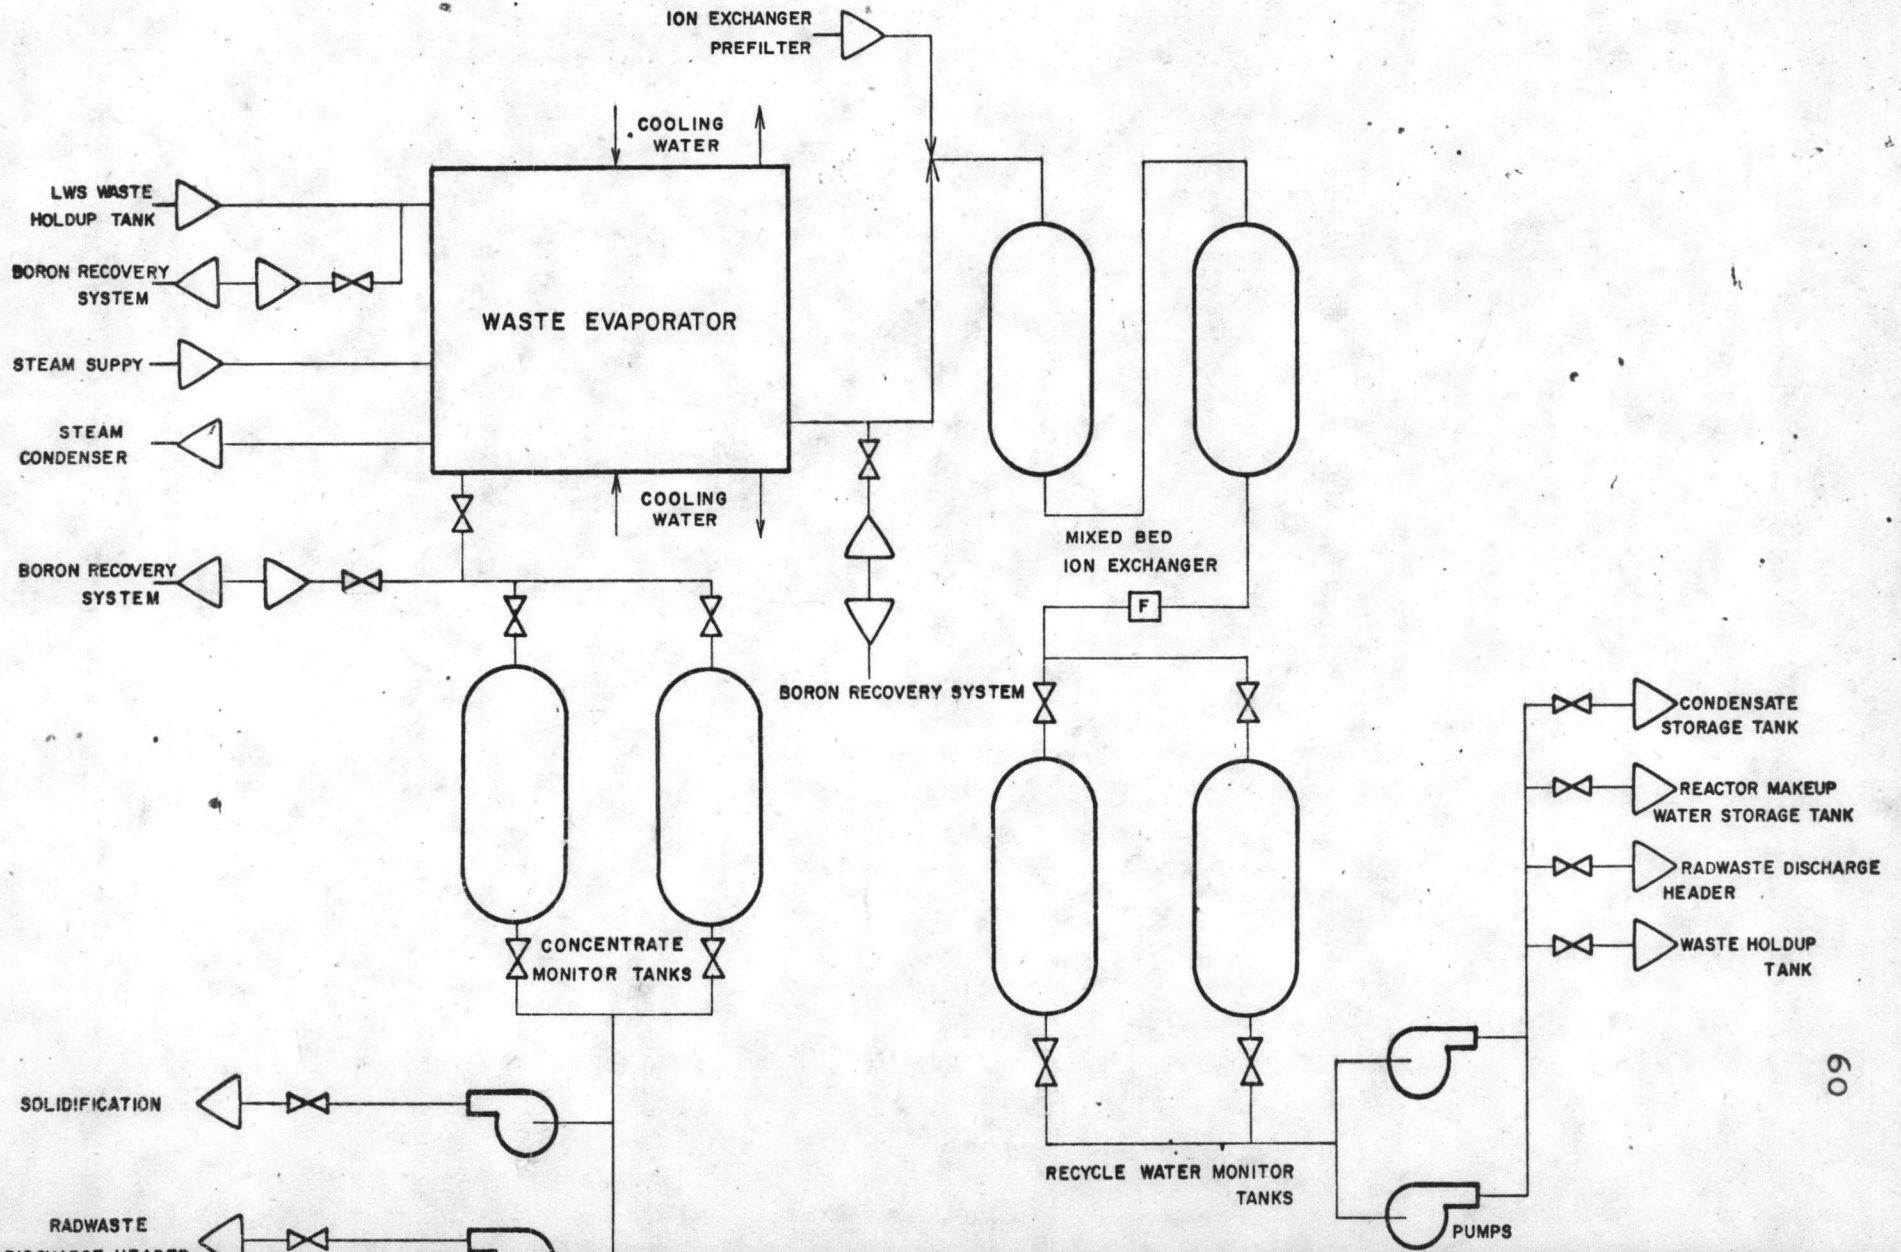 ION EXCHANGER
PREFILTER
COOLING
WATER
LWS WASTE
HOLDUP TANK
BORON RECOVERY
SYSTEM
WASTE EVAPORATOR
STEAM SUPPY
STEAM
CONDENSER
COOLING
WATER
MIXED BED
ION EXCHANGER
BORON RECOVERY
SYSTEM
F
BORON RECOVERY SYSTEM
CONDENSATE
STORAGE TANK
REACTOR MAKEUP
WATER STORAGE TANK
RADWASTE DISCHARGE
HEADER
WASTE HOLDUP
TANK
CONCENTRATE
MONITOR TANKS
60
SOLIDIFICATION
RECYCLE WATER MONITOR
TANKS
PUMPS
RADWASTE
DISCHARGE HEADER